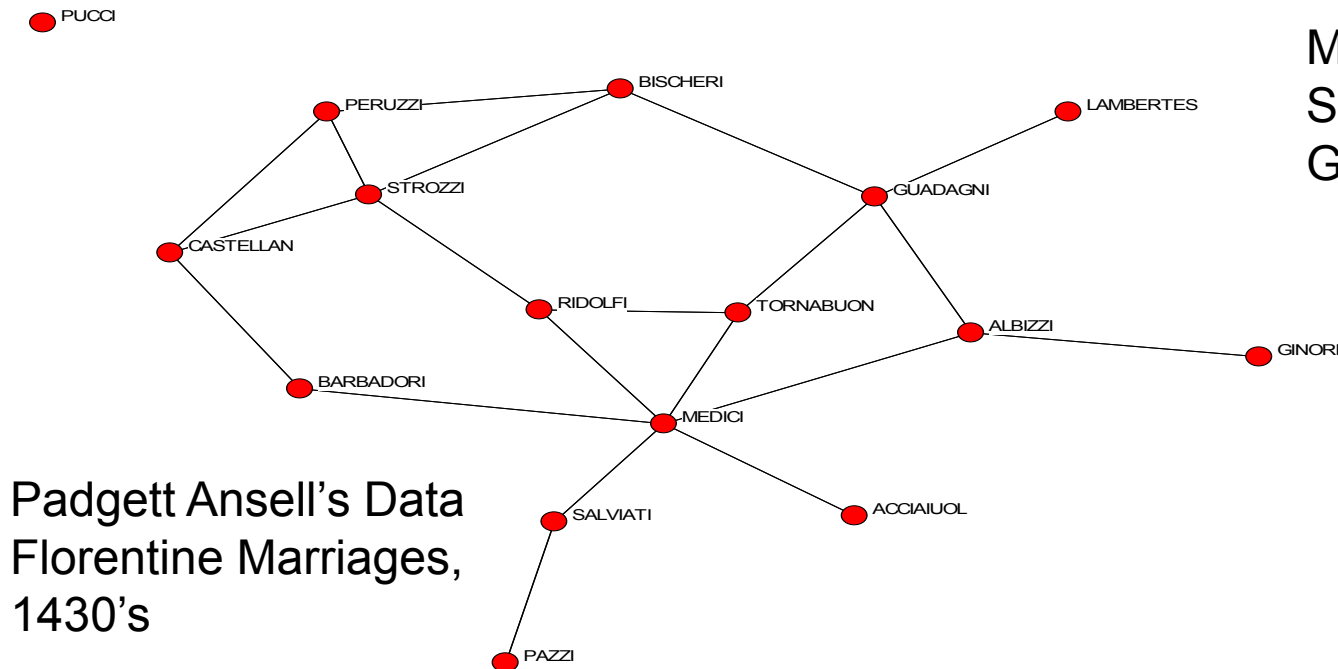 PUCCI
BISCHERI
PERUZZI
LAMBERTES
M
S
G
STROZZI
GUADAGNI
CASTELLAN
RIDOLFI
TORNABUON
ALBIZZI
GINORI
BARBADORI
MEDICI
Padgett Ansell’s Data
Florentine Marriages,
1430’s
SALVIATI
ACCIAIUOL
PAZZI